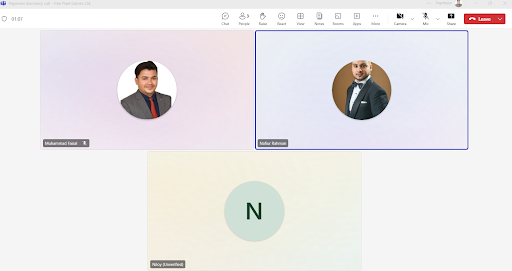 01:07
Chat
People
Raise
React
View
Notes
Rooms
Apps
More
Camera
Mic
Share
Leave
Muhammad Faisal
Nafiur Rahman
N
Nitoy (Unverified)